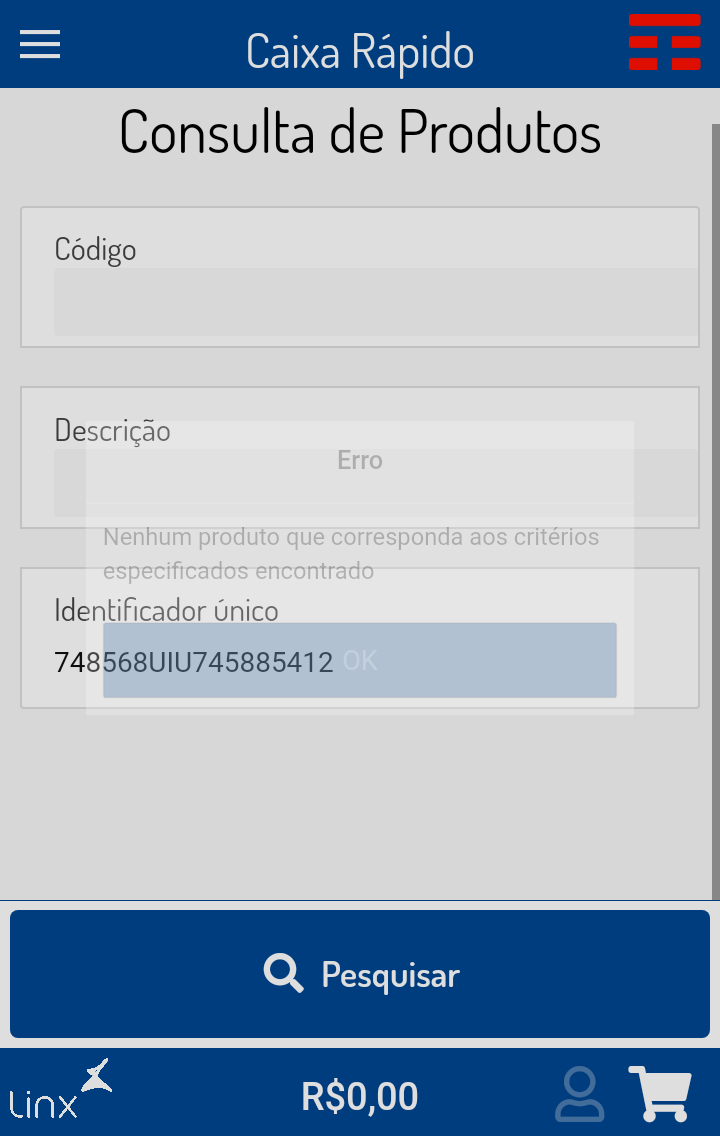 Caixa Rápido
Consulta de Produtos
Código
Descrição
Erro
Nenhum produto que corresponda aos critérios
especificados encontrado
Identificador único
748568UIU745885412
OK
Pesquisar
linx
R$0,00